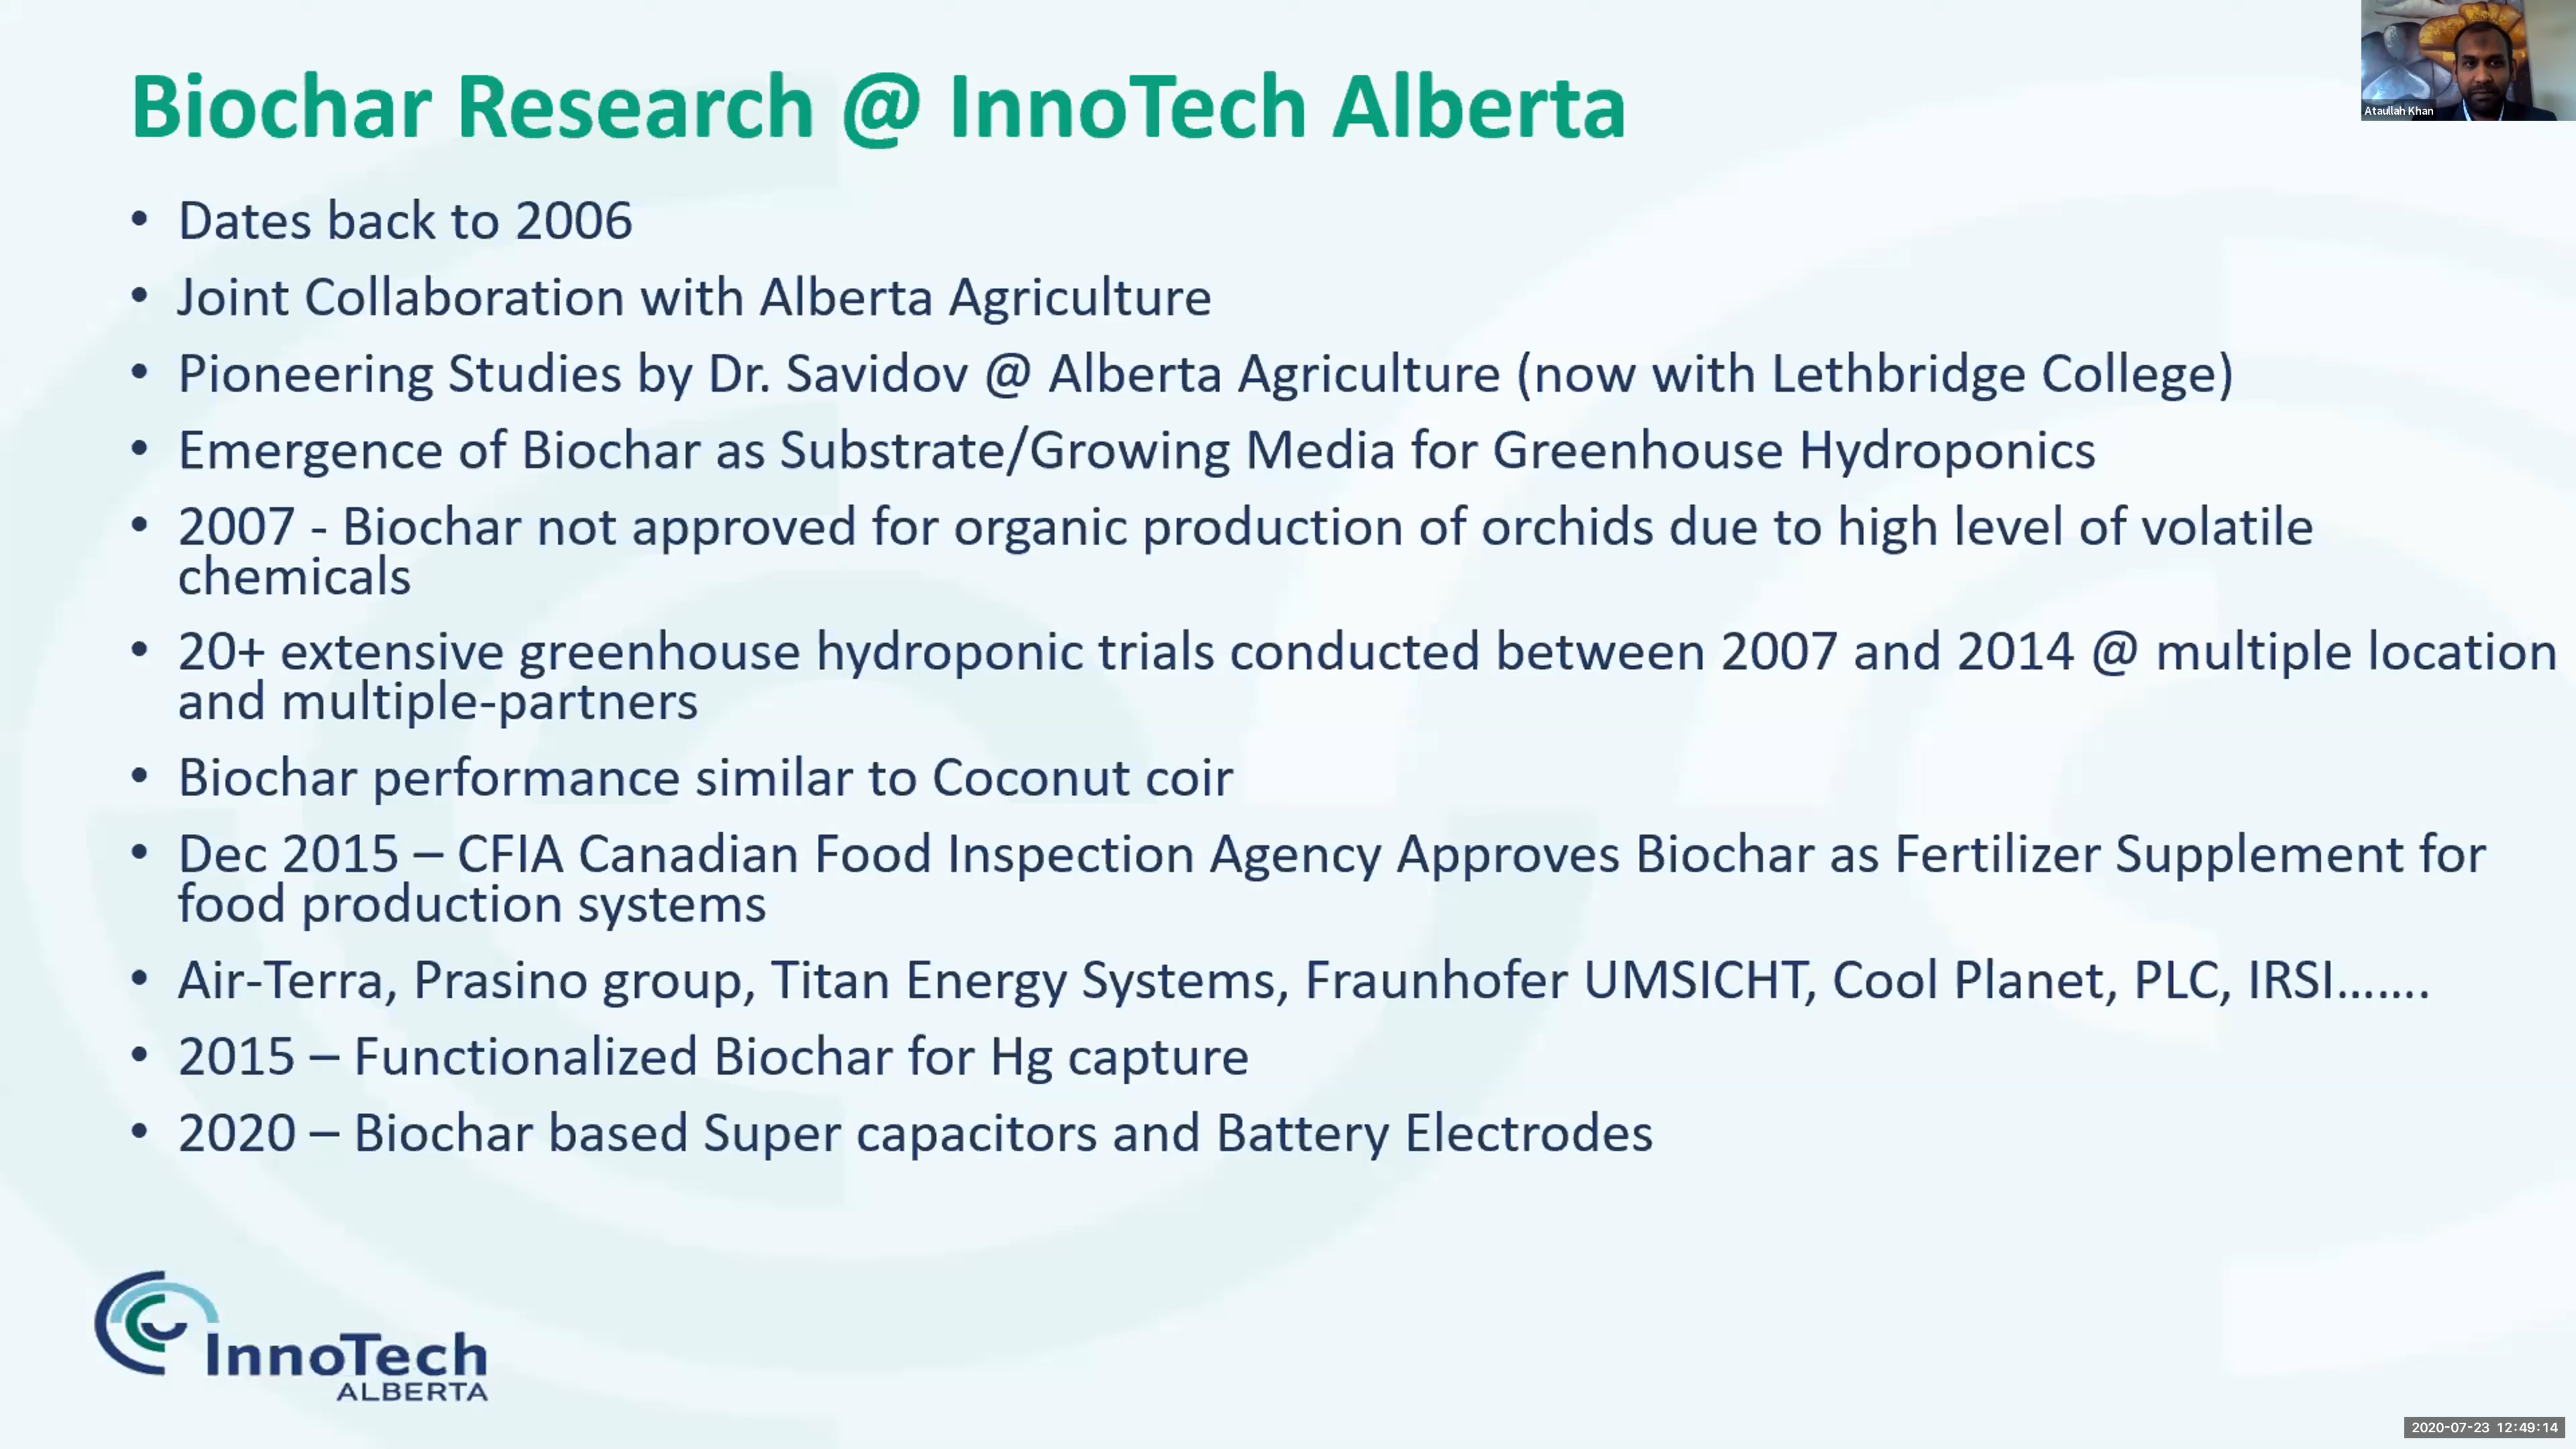 Biochar Research @ InnoTech Alberta
Ataullah Khan
• Dates back to 2006
• Joint Collaboration with Alberta Agriculture
• Pioneering Studies by Dr. Savidov @ Alberta Agriculture (now with Lethbridge College)
• Emergence of Biochar as Substrate/Growing Media for Greenhouse Hydroponics
• 2007 - Biochar not approved for organic production of orchids due to high level of volatile
chemicals
• 20+ extensive greenhouse hydroponic trials conducted between 2007 and 2014 @ multiple location
and multiple-partners
• Biochar performance similar to Coconut coir
• Dec 2015 – CFIA Canadian Food Inspection Agency Approves Biochar as Fertilizer Supplement for
food production systems
• Air-Terra, Prasino group, Titan Energy Systems, Fraunhofer UMSICHT, Cool Planet, PLC, IRSI…….
• 2015 – Functionalized Biochar for Hg capture
• 2020 – Biochar based Super capacitors and Battery Electrodes
InnoTech
ALBERTA
2020-07-23 12:49:14